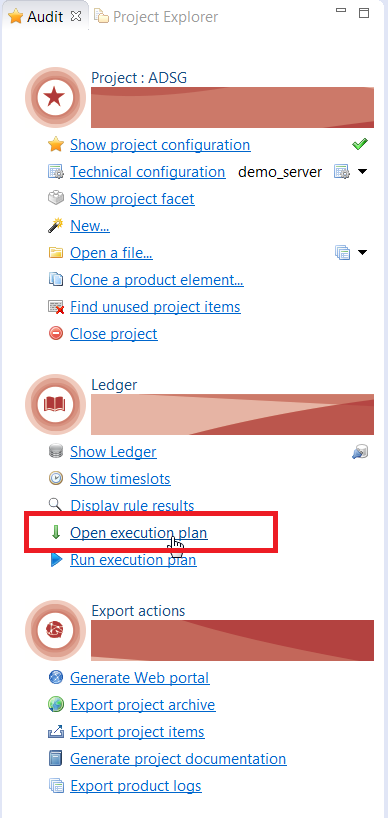 Audit Project Explorer
Project : ADSG
Show project configuration
Technical configuration demo_server
Show project facet
New...
Open a file...
Clone a product element...
Find unused project items
Close project
Ledger
Show Ledger
Show timeslots
Display rule results
Open execution plan
Run execution plan
Export actions
Generate Web portal
Export project archive
Export project items
Generate project documentation
Export product logs